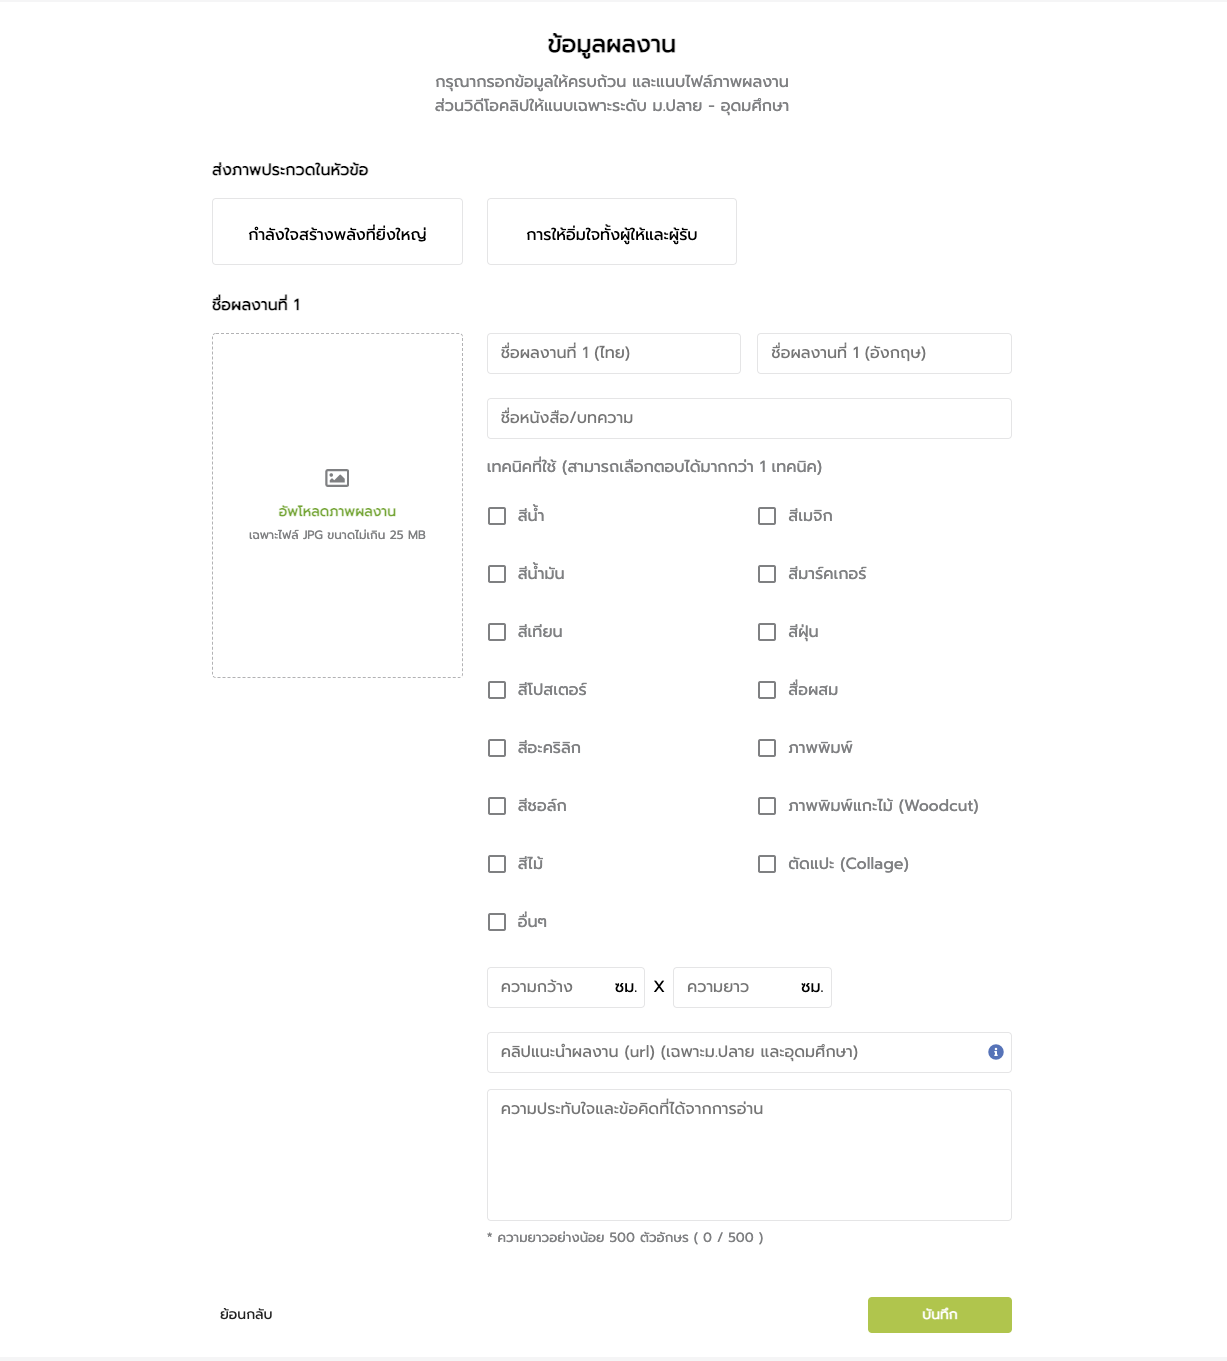 ข้อมูลผลงาน
กรุณากรอกข้อมูลให้ครบถ้วน และแนบไฟล์ภาพผลงาน
ส่วนวิดีโอคลิปให้แนบเฉพาะระดับ ม.ปลาย - อุดมศึกษา
ส่งภาพประกวดในหัวข้อ
กำลังใจสร้างพลังที่ยิ่งใหญ่
การให้อิ่มใจทั้งผู้ให้และผู้รับ
ชื่อผลงานที่ 1
อัพโหลดภาพผลงาน
เฉพาะไฟล์ JPG ขนาดไม่เกิน 25 MB
ชื่อผลงานที่ 1 (ไทย)
ชื่อผลงานที่ 1 (อังกฤษ)
ชื่อหนังสือ/บทความ
เทคนิคที่ใช้ (สามารถเลือกตอบได้มากกว่า 1 เทคนิค)
สีน้ำ
สีเมจิก
สีน้ำมัน
สีมาร์คเกอร์
สีเทียน
สีฝุ่น
สีโปสเตอร์
สื่อผสม
สีอะคริลิก
ภาพพิมพ์
สีชอล์ก
ภาพพิมพ์แกะไม้ (Woodcut)
สีไม้
ตัดแปะ (Collage)
อื่นๆ
ความกว้าง ซม. X ความยาว ซม.
คลิปแนะนำผลงาน (url) (เฉพาะม.ปลาย และอุดมศึกษา)
ความประทับใจและข้อคิดที่ได้จากการอ่าน
* ความยาวอย่างน้อย 500 ตัวอักษร ( 0 / 500 )
ย้อนกลับ
บันทึก